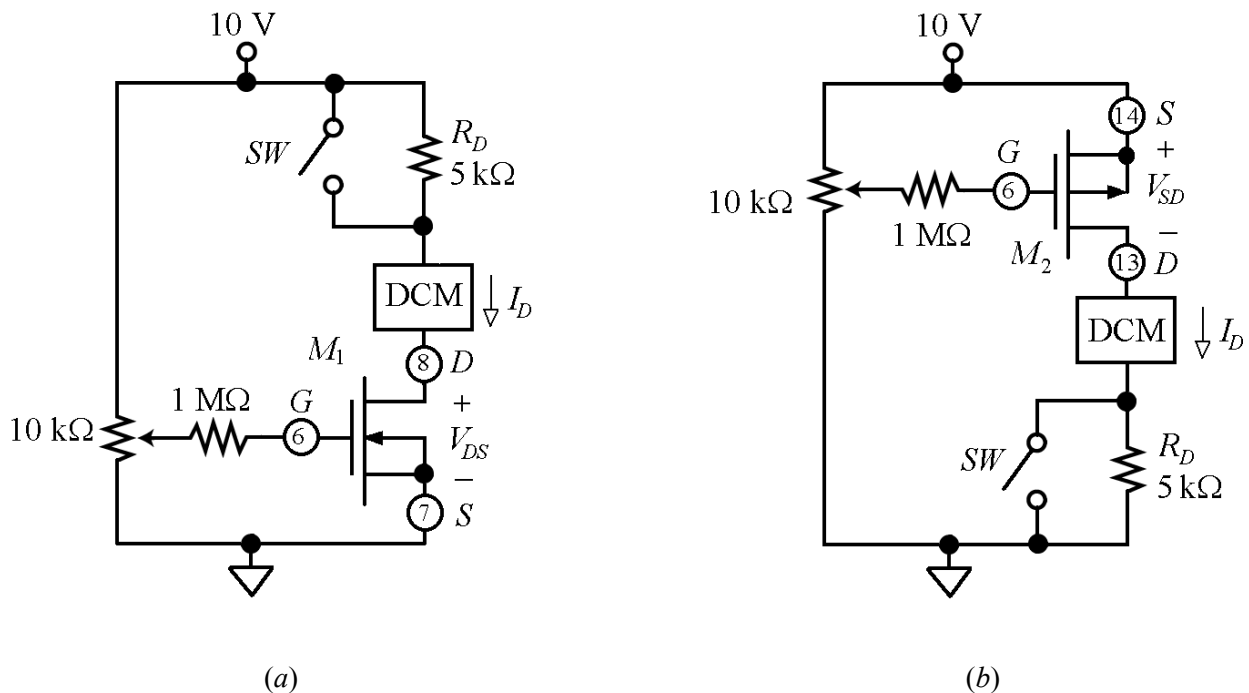 10 V
SW
R_D
5 kΩ
DCM
I_D
M_1
8 D
10 kΩ
1 MΩ
G
6
+
V_DS
−
7 S
(a)
10 V
14 S
10 kΩ
1 MΩ
G
6
+
V_SD
−
M_2
13 D
DCM
I_D
SW
R_D
5 kΩ
(b)